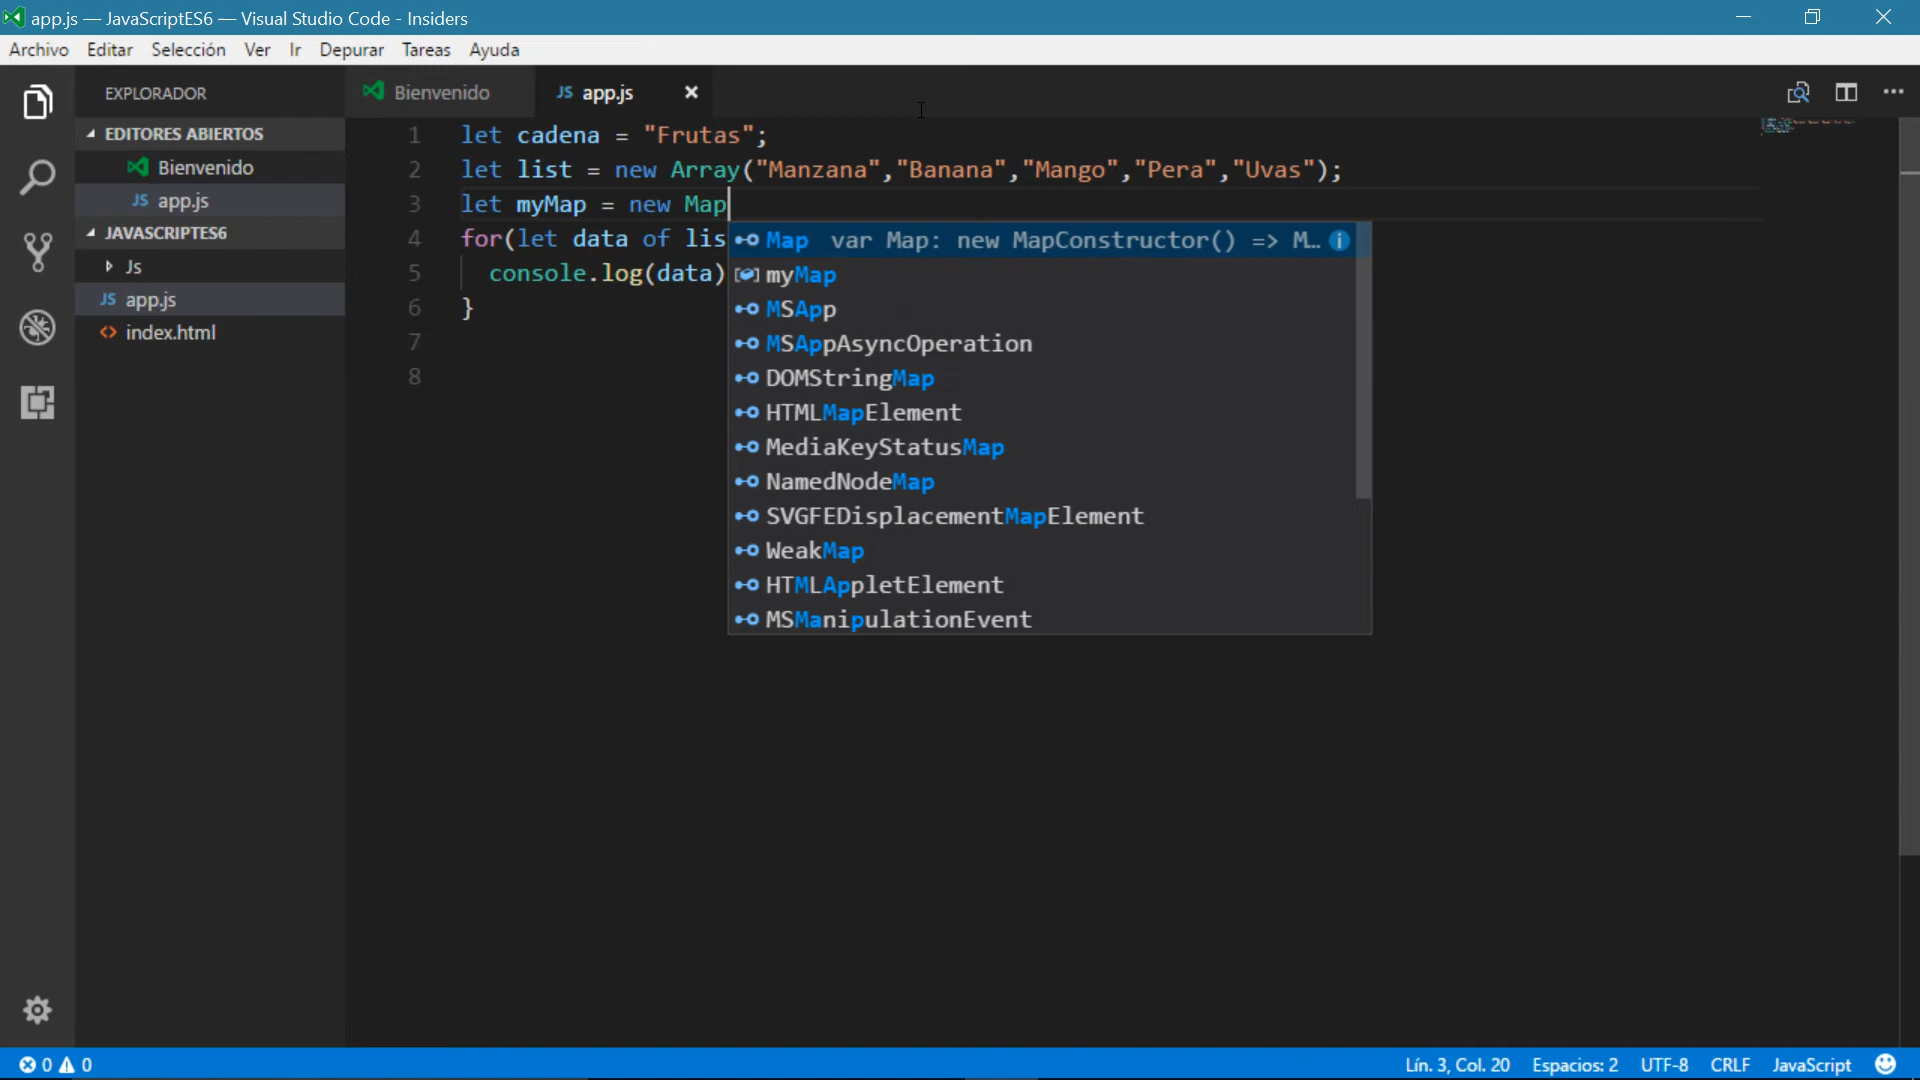 app.js — JavaScriptES6 — Visual Studio Code - Insiders
Archivo Editar Selección Ver Ir Depurar Tareas Ayuda
EXPLORADOR
EDITORES ABIERTOS
Bienvenido
JS app.js
JAVASCRIPTES6
Js
JS app.js
<> index.html
Bienvenido JS app.js
1 let cadena = "Frutas";
2 let list = new Array("Manzana","Banana","Mango","Pera","Uvas");
3 let myMap = new Map
4 for(let data of lis
5 console.log(data)
6 }
7
8
Map var Map: new MapConstructor() => M…
myMap
MSApp
MSAppAsyncOperation
DOMStringMap
HTMLMapElement
MediaKeyStatusMap
NamedNodeMap
SVGFEDisplacementMapElement
WeakMap
HTMLAppletElement
MSManipulationEvent
0 0 Lín. 3, Col. 20 Espacios: 2 UTF-8 CRLF JavaScript